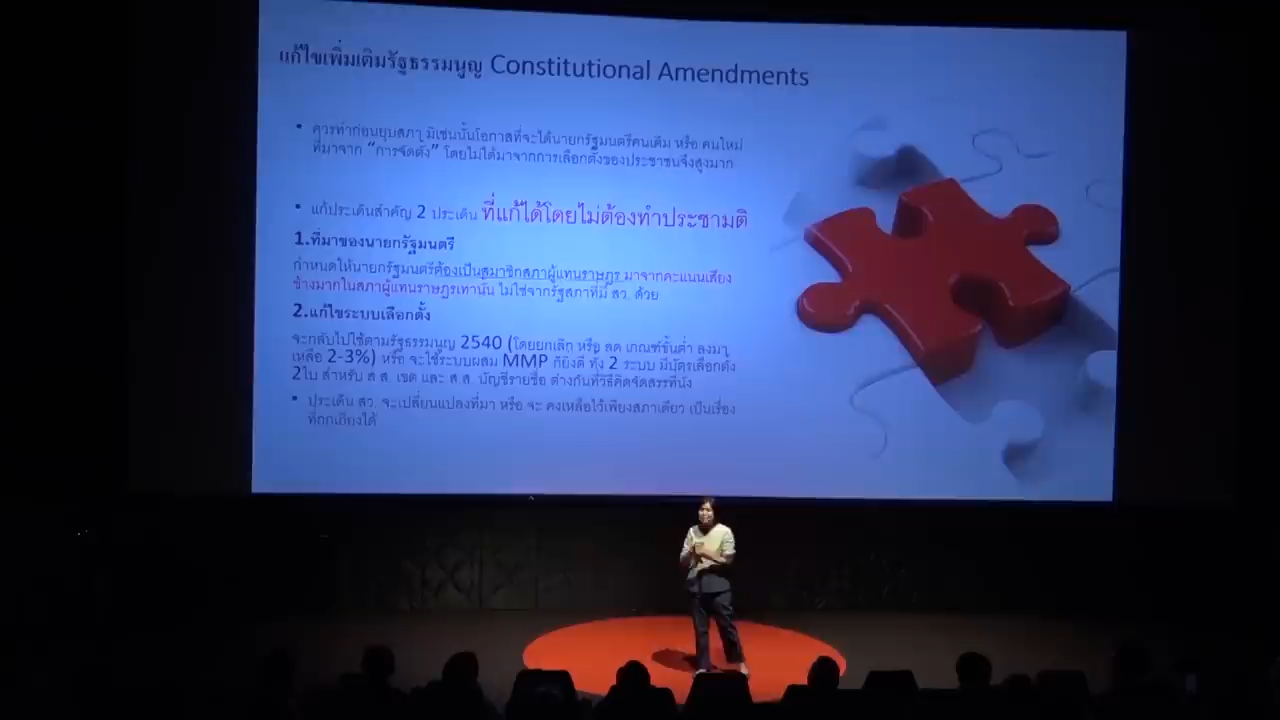 แก้ไขเพิ่มเติมรัฐธรรมนูญ Constitutional Amendments
• ควรทำก่อนยุบสภา มิเช่นนั้นโอกาสที่จะได้นายกรัฐมนตรีคนเดิม หรือ คนใหม่
ที่มาจาก “การจัดตั้ง” โดยไม่ได้มาจากการเลือกตั้งของประชาชนจึงสูงมาก
• แก้ประเด็นสำคัญ 2 ประเด็น ที่แก้ได้โดยไม่ต้องทำประชามติ
1.ที่มาของนายกรัฐมนตรี
กำหนดให้นายกรัฐมนตรีต้องเป็นสมาชิกสภาผู้แทนราษฎร มาจากคะแนนเสียง
ข้างมากในสภาผู้แทนราษฎรเท่านั้น ไม่ใช่จากรัฐสภาที่มี สว. ด้วย
2.แก้ไขระบบเลือกตั้ง
จะกลับไปใช้ตามรัฐธรรมนูญ 2540 (โดยยกเลิก หรือ ลด เกณฑ์ขั้นต่ำ ลงมา
เหลือ 2-3%) หรือ จะใช้ระบบผสม MMP ก็ยิ่งดี ทั้ง 2 ระบบ มีบัตรเลือกตั้ง
2ใบ สำหรับ ส.ส. เขต และ ส.ส. บัญชีรายชื่อ ต่างกันที่วิธีคิดจัดสรรที่นั่ง
• ประเด็น สว. จะเปลี่ยนแปลงที่มา หรือ จะ คงเหลือไว้เพียงสภาเดียว เป็นเรื่อง
ที่ถกเถียงได้